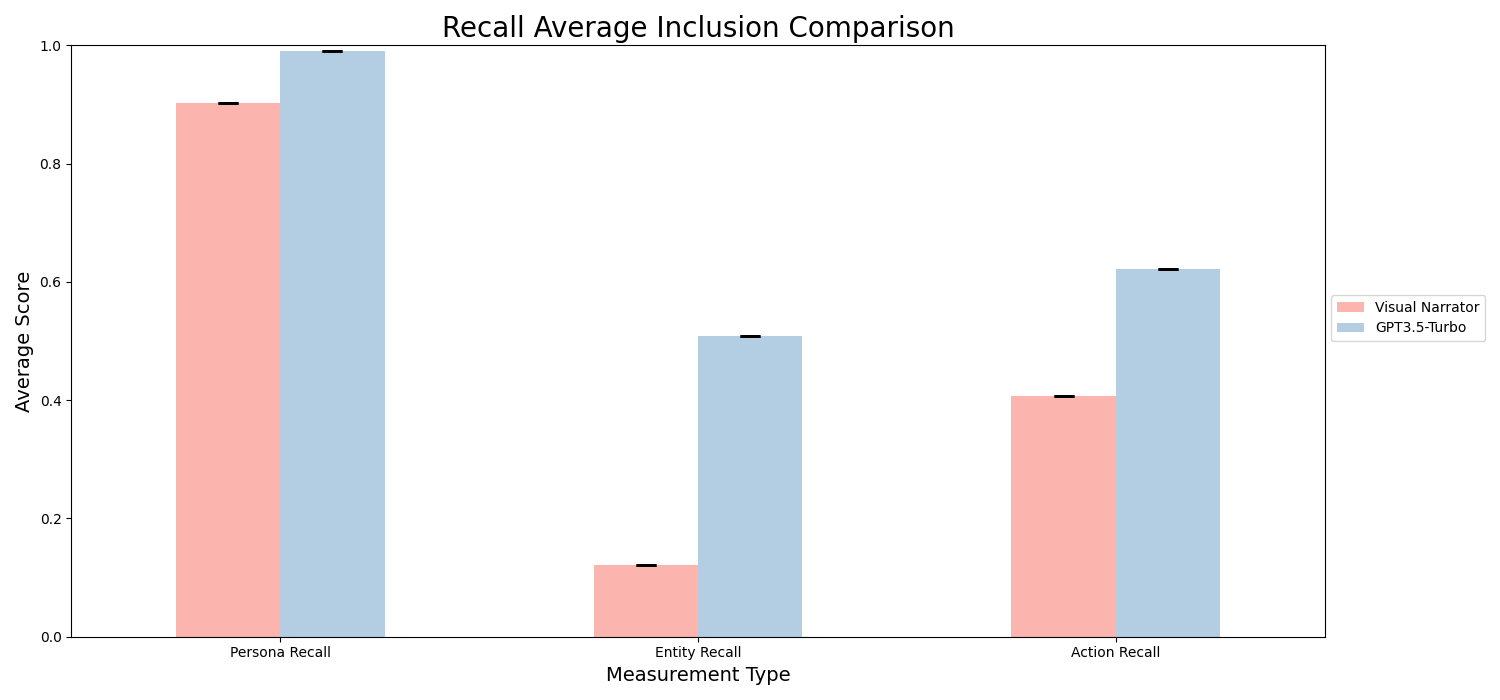 Recall Average Inclusion Comparison
Average Score
1.0
0.8
0.6
0.4
0.2
0.0
Persona Recall
Entity Recall
Action Recall
Measurement Type
Visual Narrator
GPT3.5-Turbo